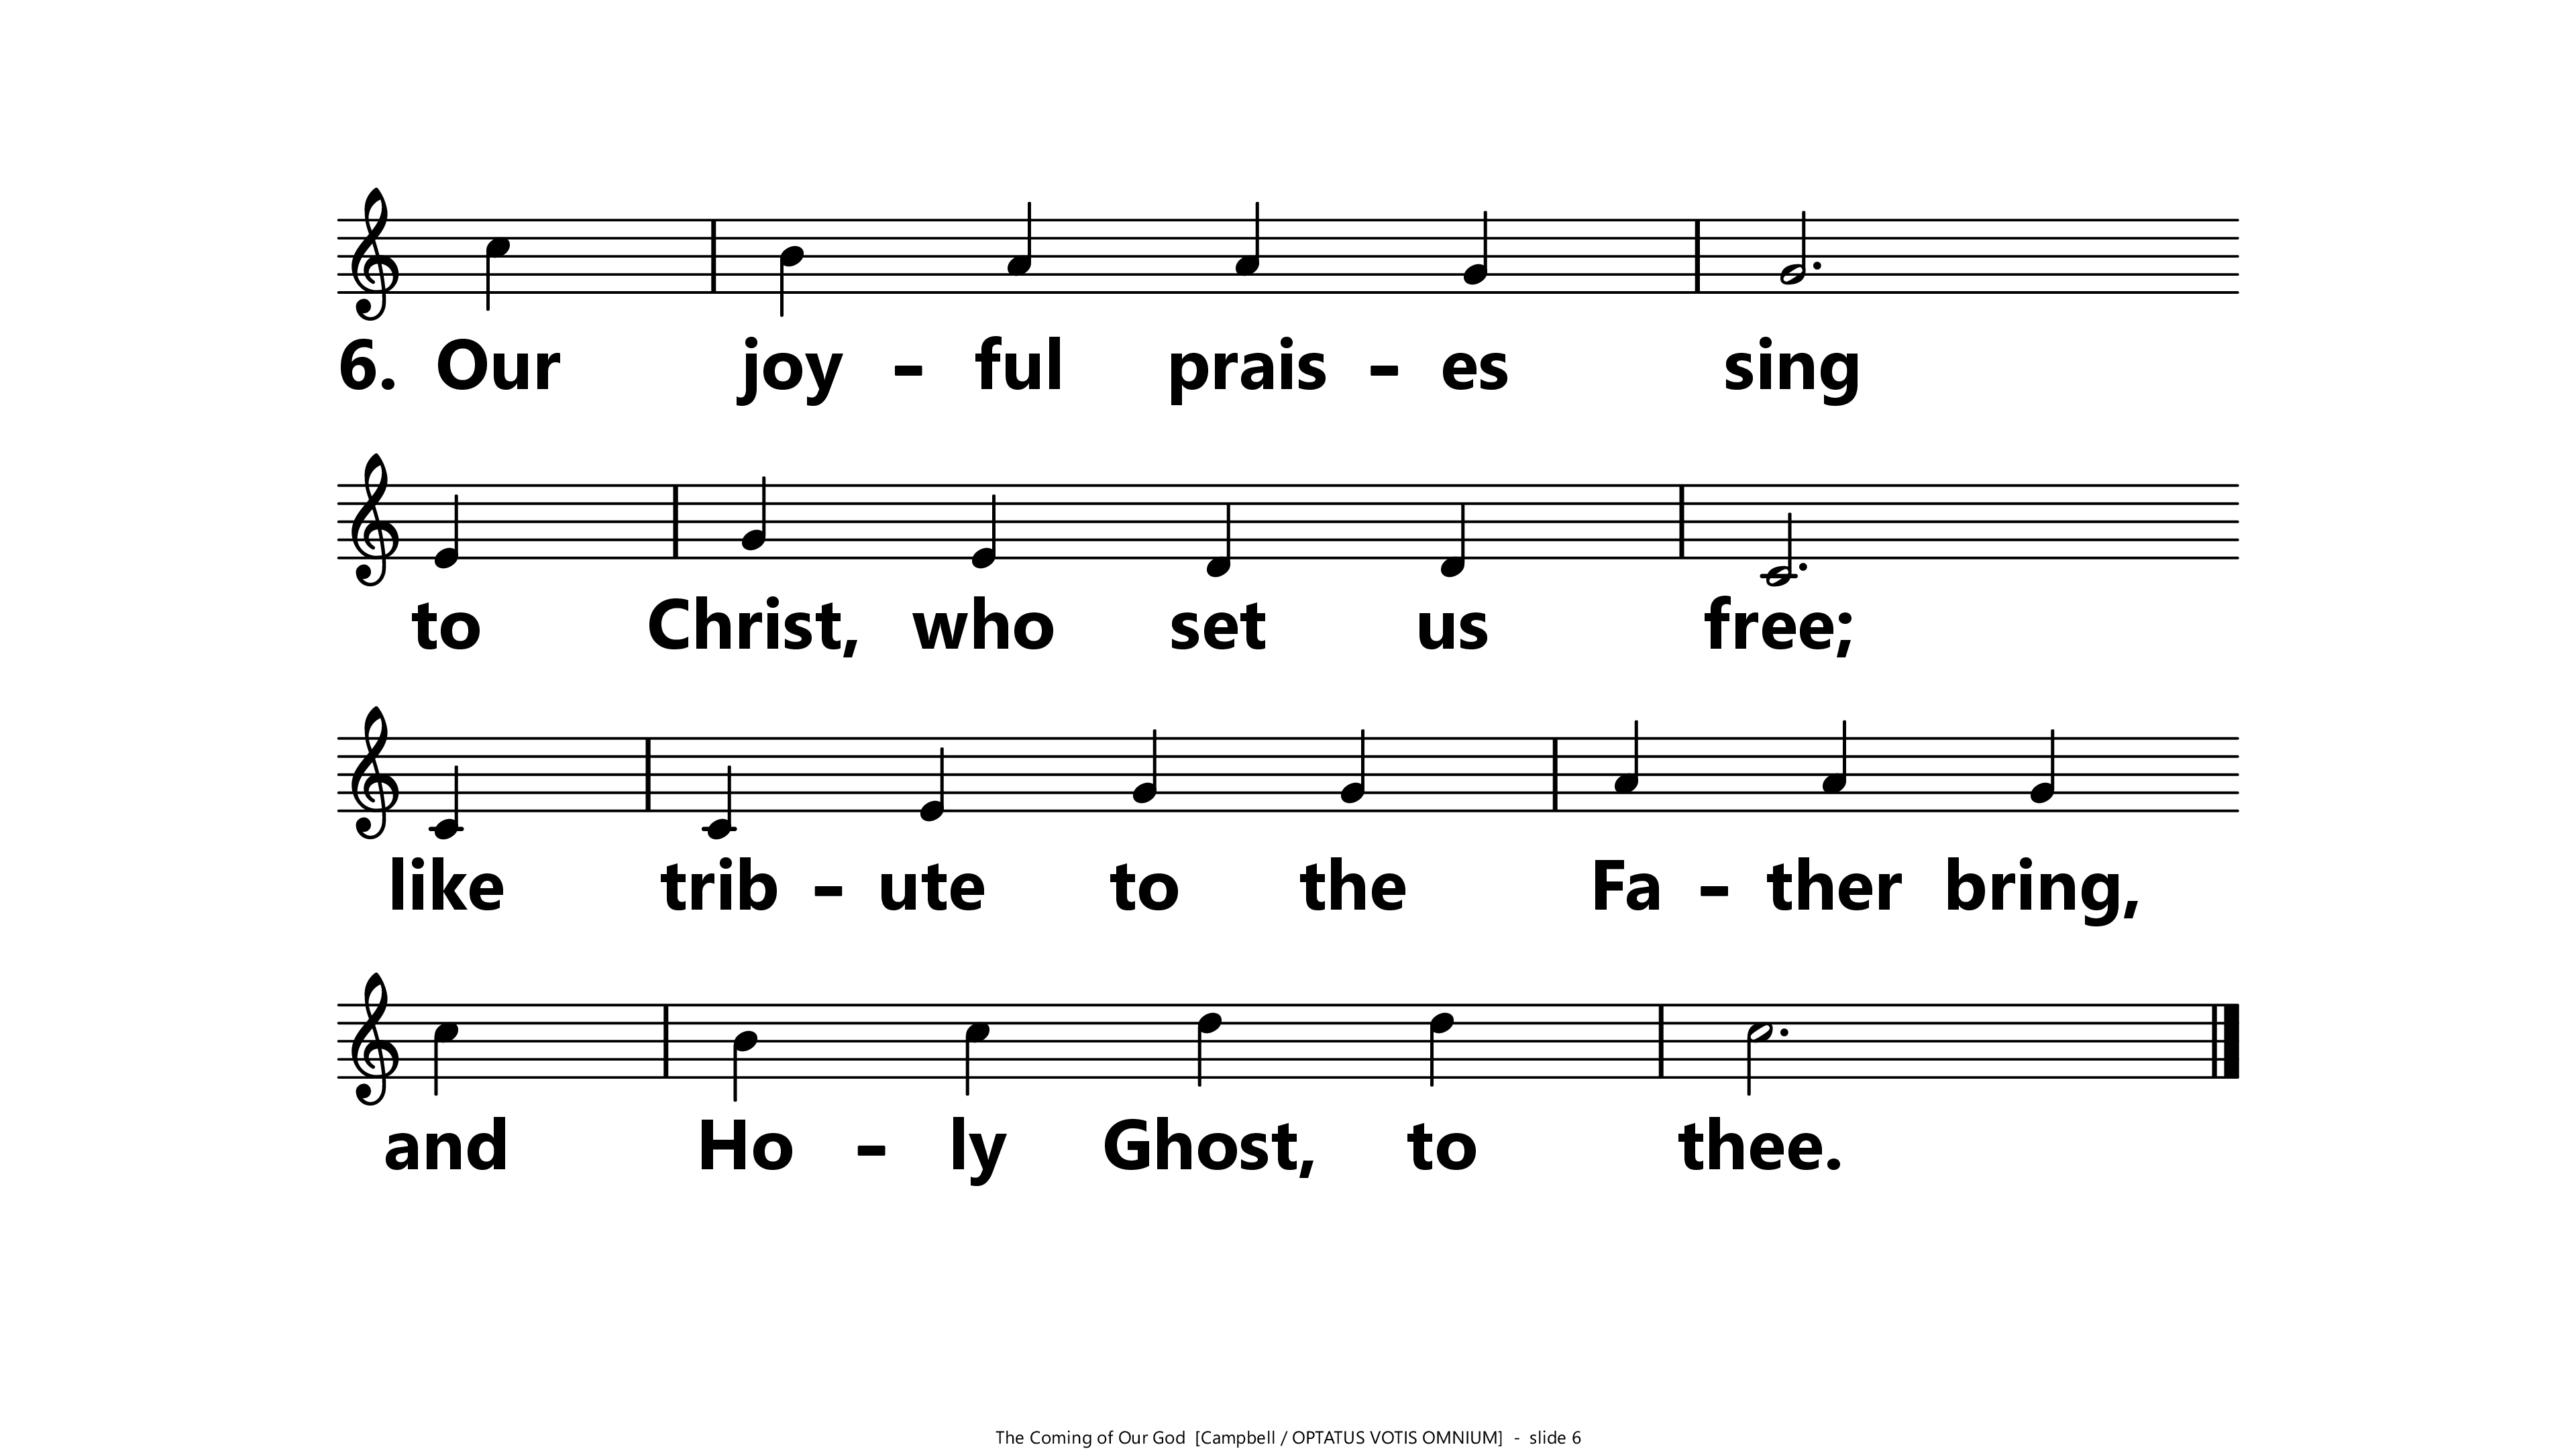 6. Our joy - ful prais - es sing
to Christ, who set us free;
like trib - ute to the Fa - ther bring,
and Ho - ly Ghost, to thee.
The Coming of Our God [Campbell / OPTATUS VOTIS OMNIUM] - slide 6